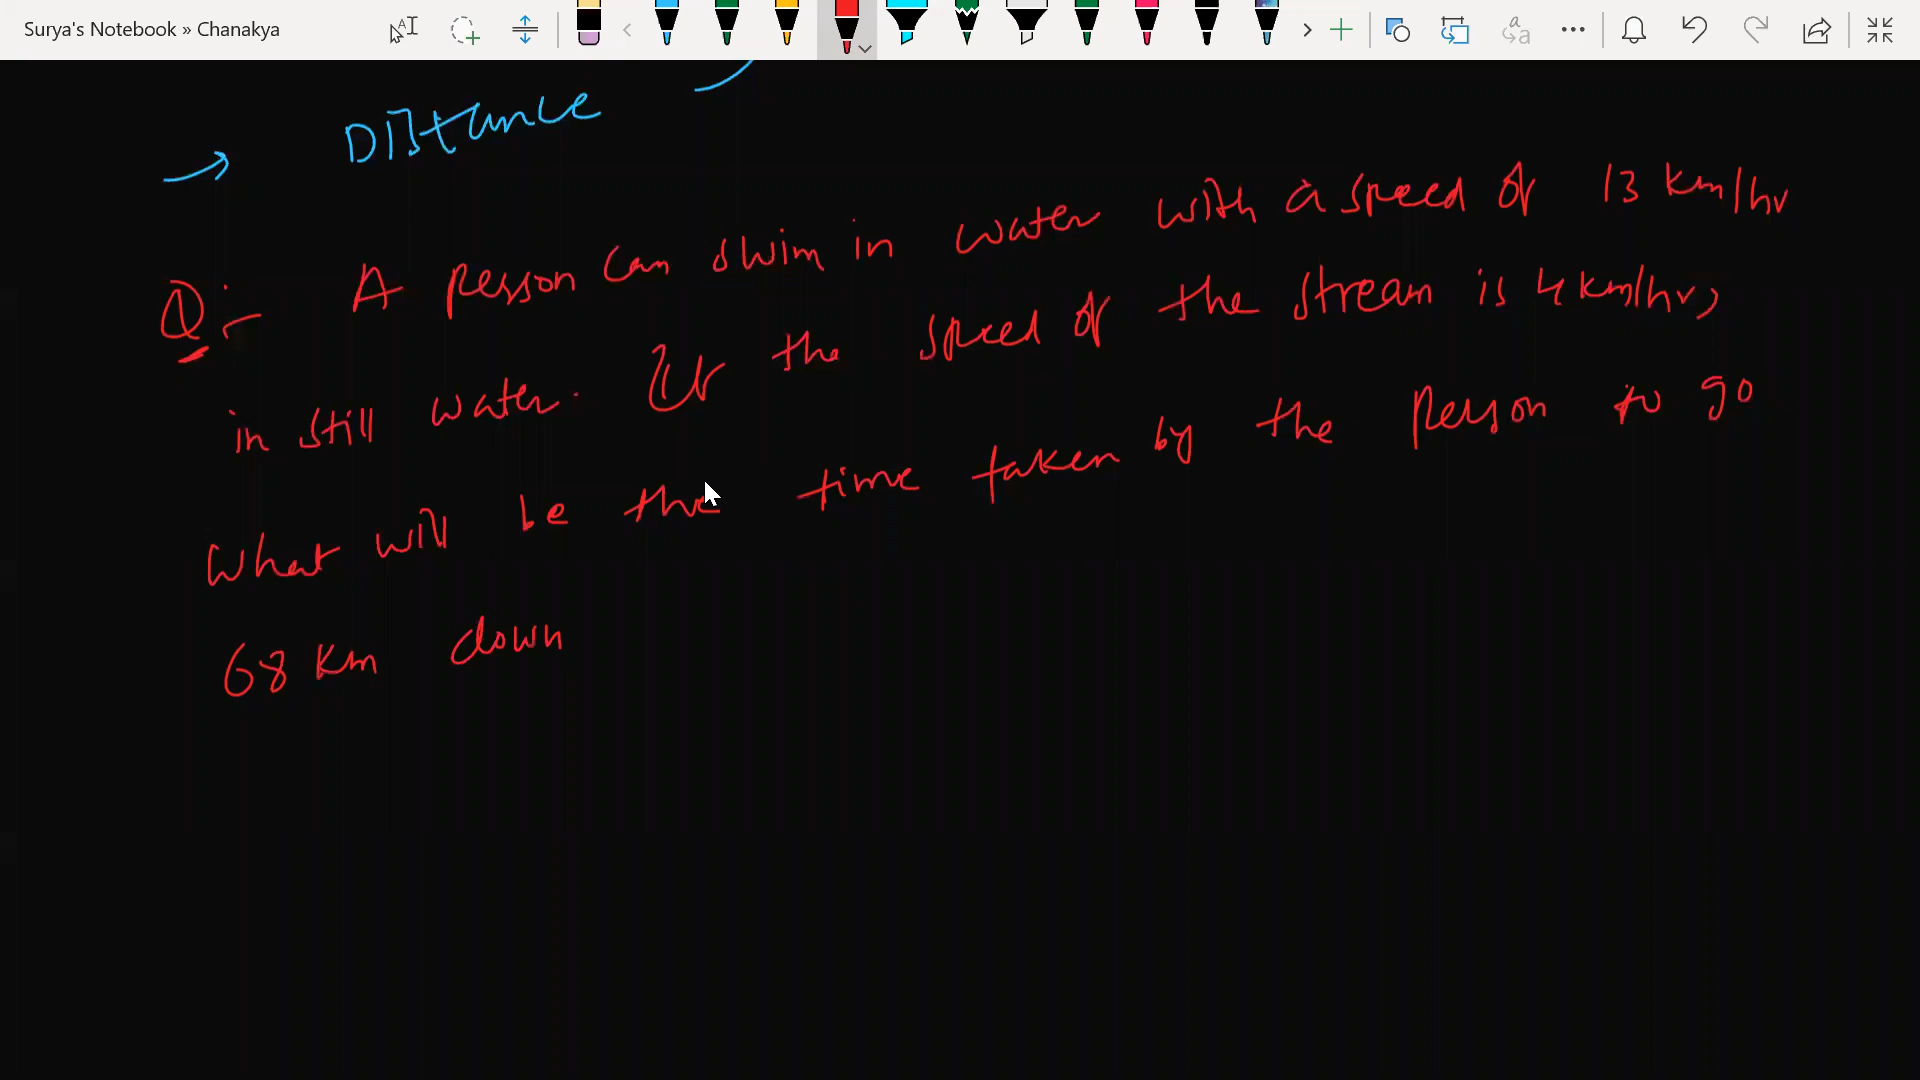 Surya's Notebook » Chanakya
→ Distance
Q:- A person can swim in water with a speed of 13 km/hr
in still water. If the speed of the stream is 4 km/hr,
What will be the time taken by the person to go
68 km down